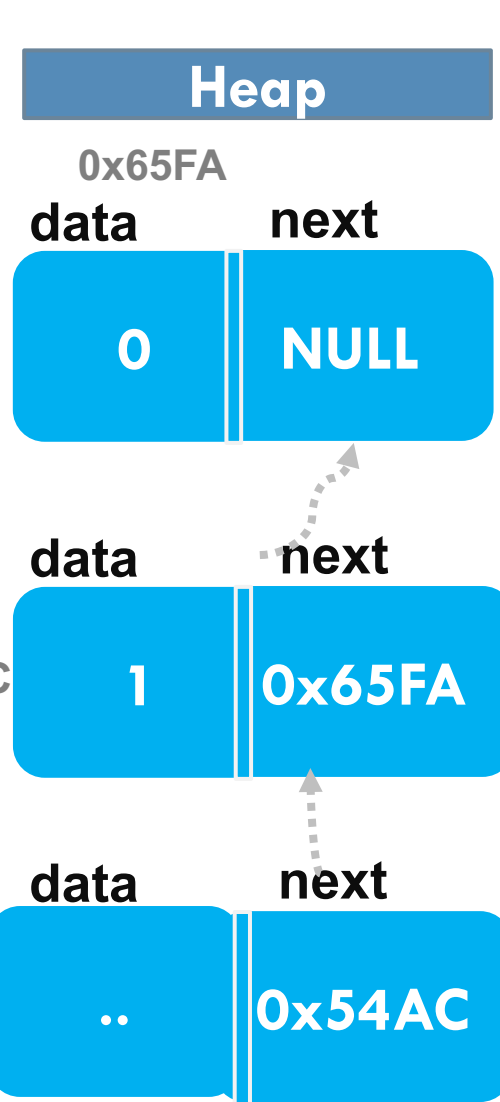 Heap
0x65FA
data next
0 NULL
data next
C 1 0x65FA
data next
.. 0x54AC